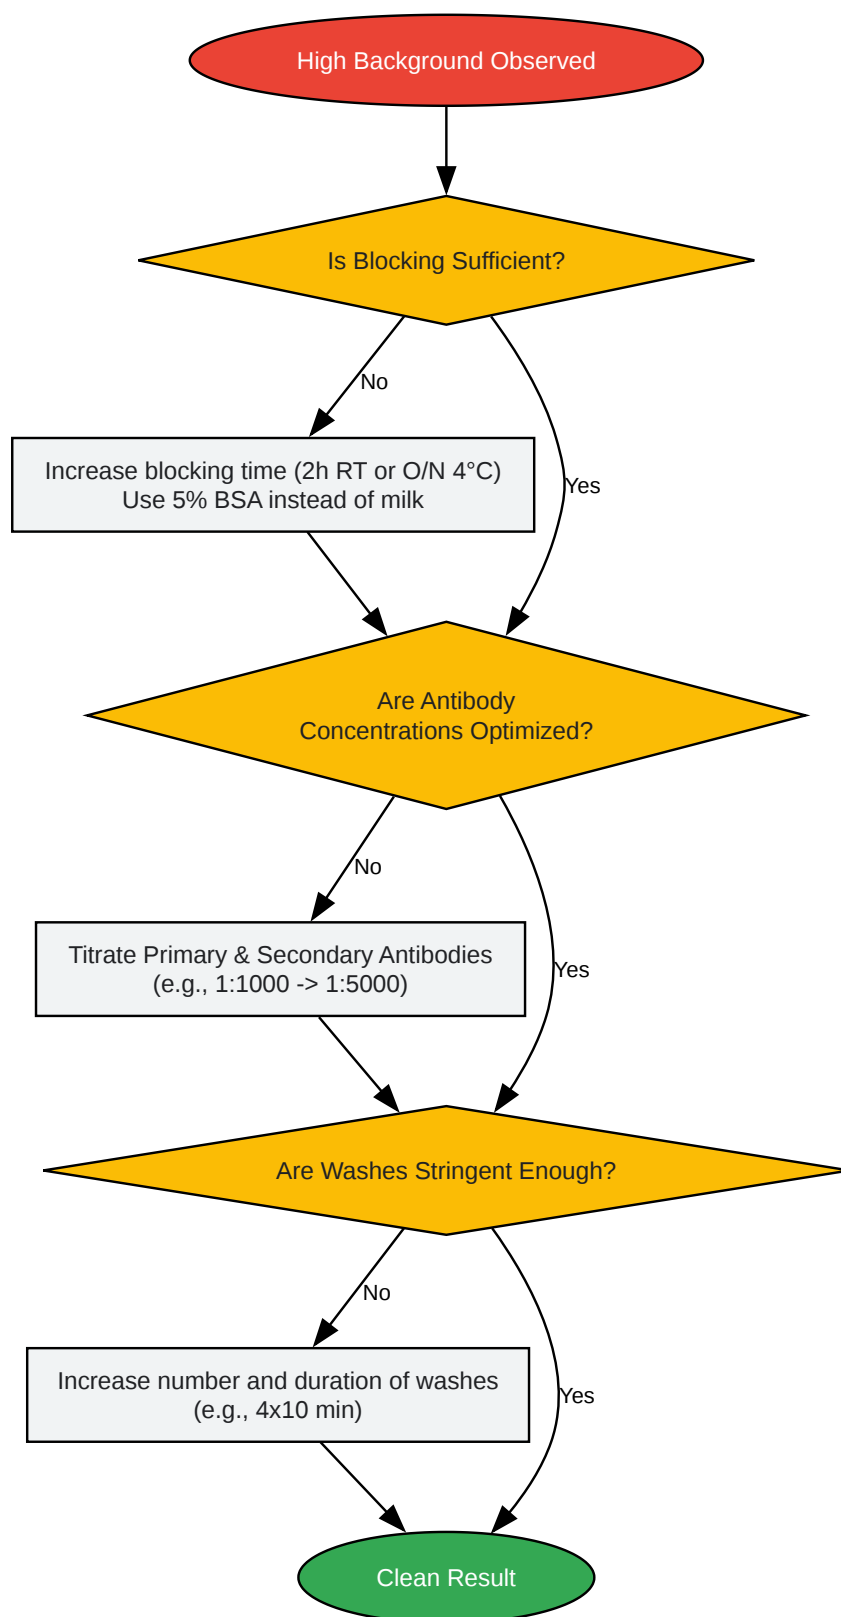 High Background Observed
Is Blocking Sufficient?
No
Increase blocking time (2h RT or O/N 4°C)
Use 5% BSA instead of milk
Yes
Are Antibody
Concentrations Optimized?
No
Titrate Primary & Secondary Antibodies
(e.g., 1:1000 -> 1:5000)
Yes
Are Washes Stringent Enough?
No
Increase number and duration of washes
(e.g., 4x10 min)
Yes
Clean Result